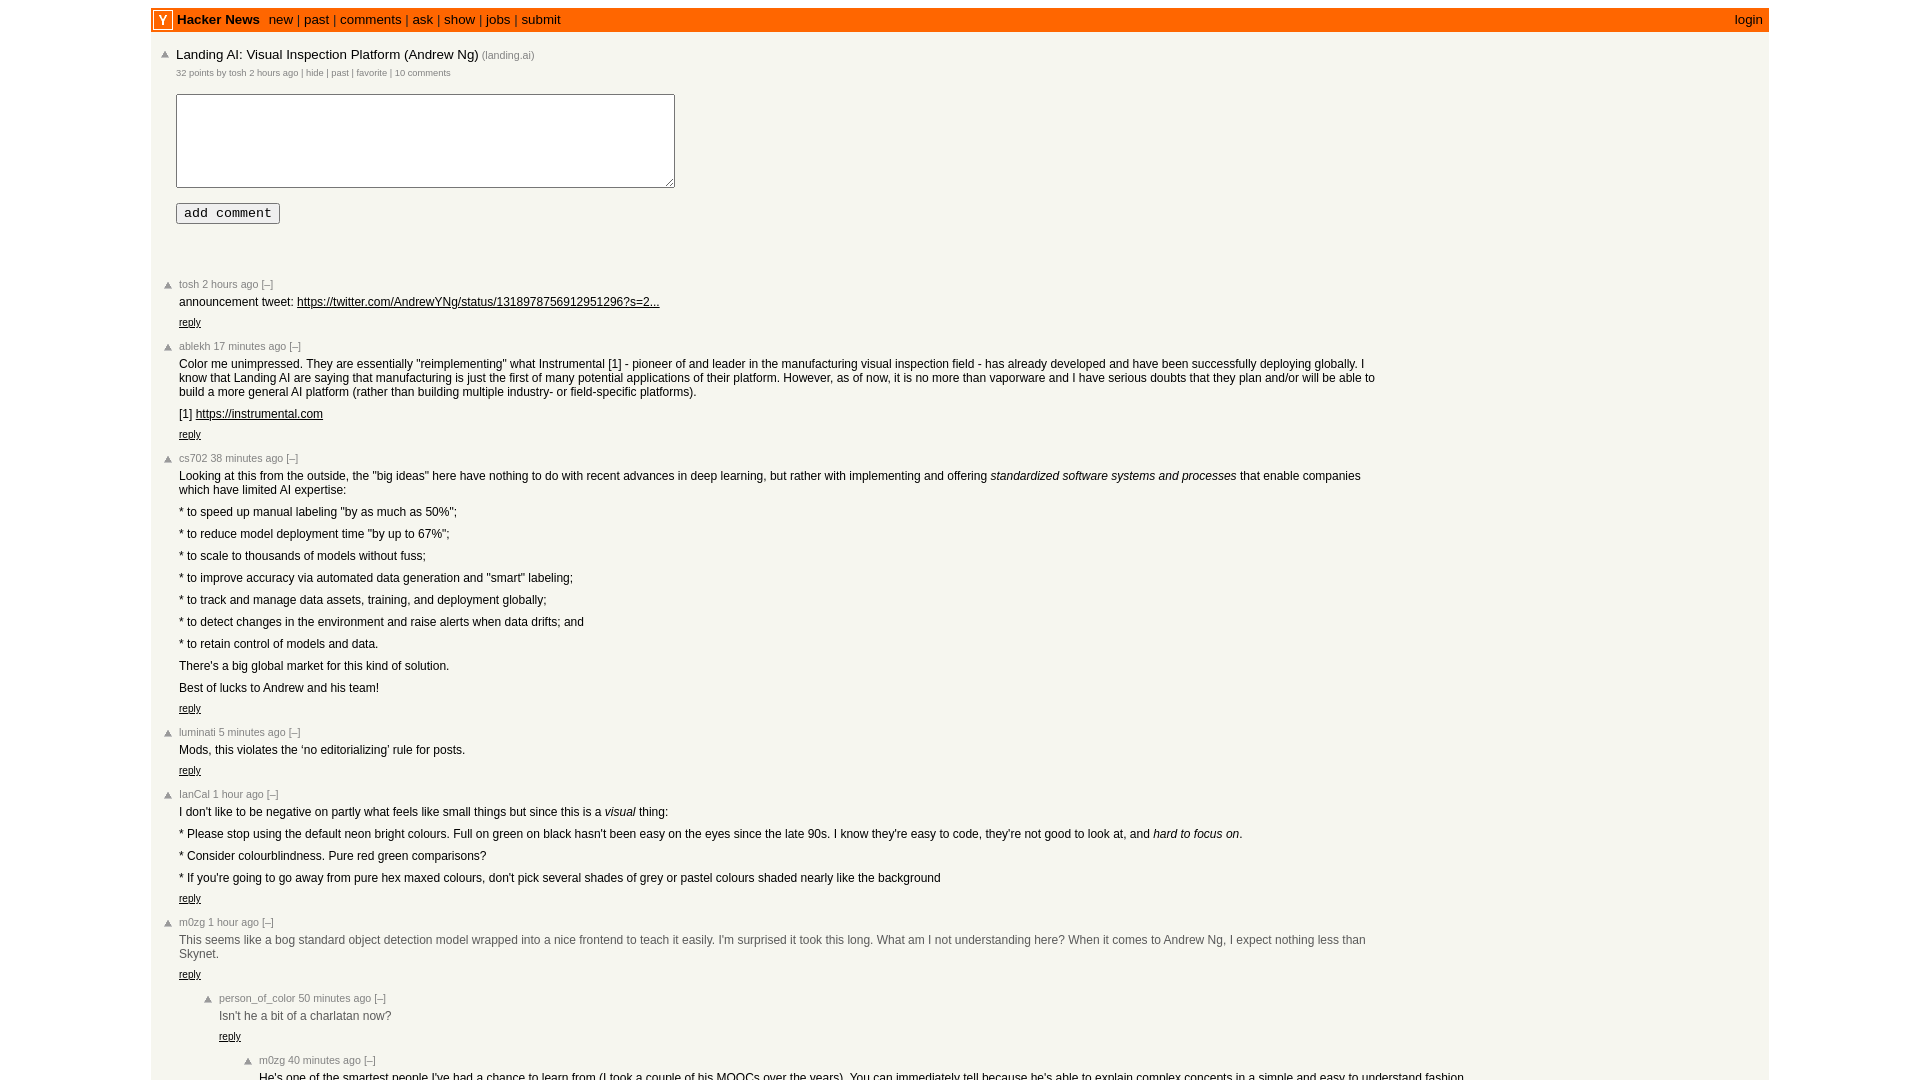 Y Hacker News new | past | comments | ask | show | jobs | submit login
Landing AI: Visual Inspection Platform (Andrew Ng) (landing.ai)
32 points by tosh 2 hours ago | hide | past | favorite | 10 comments
add comment
tosh 2 hours ago [–]
announcement tweet: https://twitter.com/AndrewYNg/status/1318978756912951296?s=2...
reply
ablekh 17 minutes ago [–]
Color me unimpressed. They are essentially "reimplementing" what Instrumental [1] - pioneer of and leader in the manufacturing visual inspection field - has already developed and have been successfully deploying globally. I
know that Landing AI are saying that manufacturing is just the first of many potential applications of their platform. However, as of now, it is no more than vaporware and I have serious doubts that they plan and/or will be able to
build a more general AI platform (rather than building multiple industry- or field-specific platforms).
[1] https://instrumental.com
reply
cs702 38 minutes ago [–]
Looking at this from the outside, the "big ideas" here have nothing to do with recent advances in deep learning, but rather with implementing and offering standardized software systems and processes that enable companies
which have limited AI expertise:
* to speed up manual labeling "by as much as 50%";
* to reduce model deployment time "by up to 67%";
* to scale to thousands of models without fuss;
* to improve accuracy via automated data generation and "smart" labeling;
* to track and manage data assets, training, and deployment globally;
* to detect changes in the environment and raise alerts when data drifts; and
* to retain control of models and data.
There's a big global market for this kind of solution.
Best of lucks to Andrew and his team!
reply
luminati 5 minutes ago [–]
Mods, this violates the ‘no editorializing’ rule for posts.
reply
IanCal 1 hour ago [–]
I don't like to be negative on partly what feels like small things but since this is a visual thing:
* Please stop using the default neon bright colours. Full on green on black hasn't been easy on the eyes since the late 90s. I know they're easy to code, they're not good to look at, and hard to focus on.
* Consider colourblindness. Pure red green comparisons?
* If you're going to go away from pure hex maxed colours, don't pick several shades of grey or pastel colours shaded nearly like the background
reply
m0zg 1 hour ago [–]
This seems like a bog standard object detection model wrapped into a nice frontend to teach it easily. I'm surprised it took this long. What am I not understanding here? When it comes to Andrew Ng, I expect nothing less than
Skynet.
reply
person_of_color 50 minutes ago [–]
Isn't he a bit of a charlatan now?
reply
m0zg 40 minutes ago [–]
He's one of the smartest people I've had a chance to learn from (I took a couple of his MOOCs over the years). You can immediately tell because he's able to explain complex concepts in a simple and easy to understand fashion.